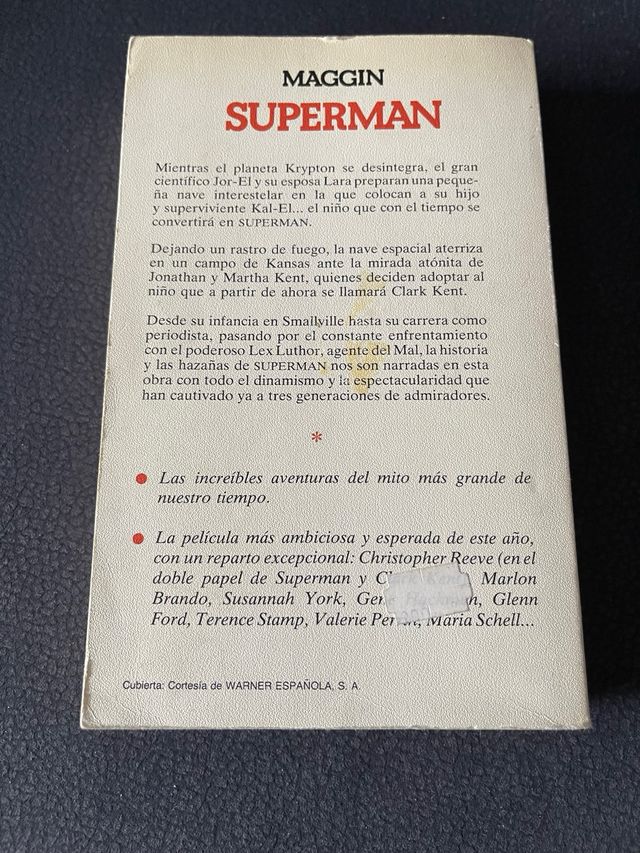 MAGGIN
SUPERMAN
Mientras el planeta Krypton se desintegra, el gran
científico Jor-El y su esposa Lara preparan una peque-
ña nave interestelar en la que colocan a su hijo
y superviviente Kal-El... el niño que con el tiempo se
convertirá en SUPERMAN.
Dejando un rastro de fuego, la nave espacial aterriza
en un campo de Kansas ante la mirada atónita de
Jonathan y Martha Kent, quienes deciden adoptar al
niño que a partir de ahora se llamará Clark Kent.
Desde su infancia en Smallville hasta su carrera como
periodista, pasando por el constante enfrentamiento
con el poderoso Lex Luthor, agente del Mal, la historia
y las hazañas de SUPERMAN nos son narradas en esta
obra con todo el dinamismo y la espectacularidad que
han cautivado ya a tres generaciones de admiradores.
*
● Las increíbles aventuras del mito más grande de
nuestro tiempo.
● La película más ambiciosa y esperada de este año,
con un reparto excepcional: Christopher Reeve (en el
doble papel de Superman y Clark Kent), Marlon
Brando, Susannah York, Gene Hackman, Glenn
Ford, Terence Stamp, Valerie Perrine, Maria Schell...
Cubierta: Cortesía de WARNER ESPAÑOLA, S. A.